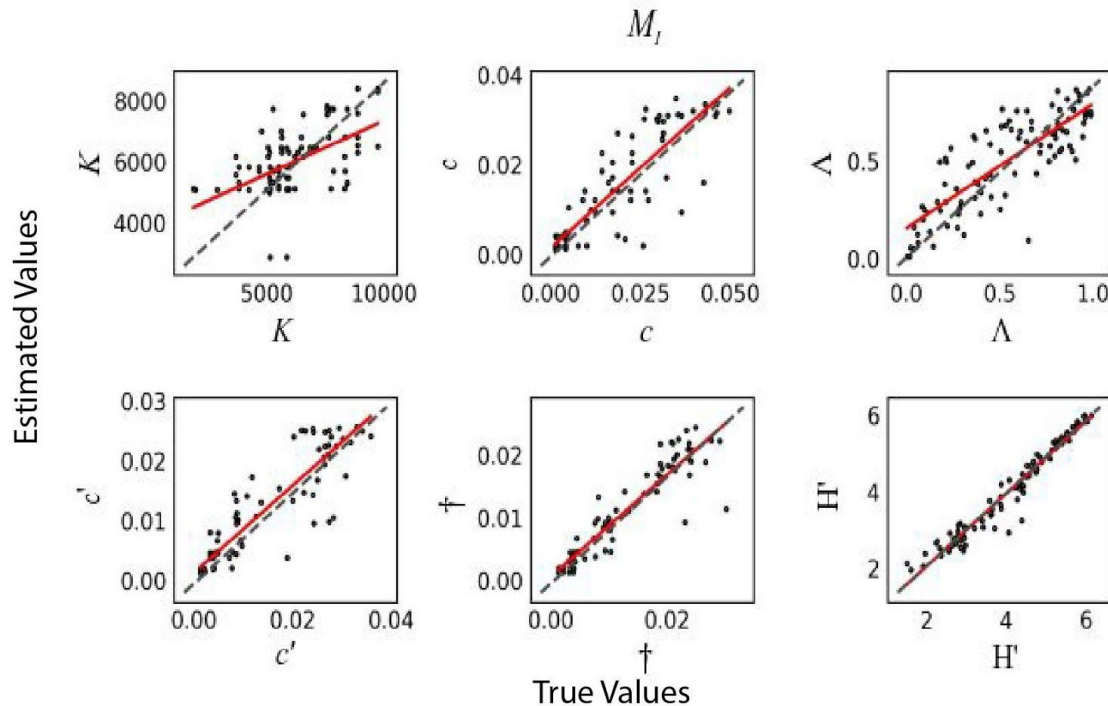 M_I
Estimated Values
K
8000
6000
4000
5000 10000
K
c
0.04
0.02
0.00
0.000 0.025 0.050
c
Λ
0.5
0.0
0.0 0.5 1.0
Λ
c'
0.03
0.02
0.01
0.00
0.00 0.02 0.04
c'
†
0.02
0.01
0.00
0.00 0.02
†
H'
6
4
2
2 4 6
H'
True Values